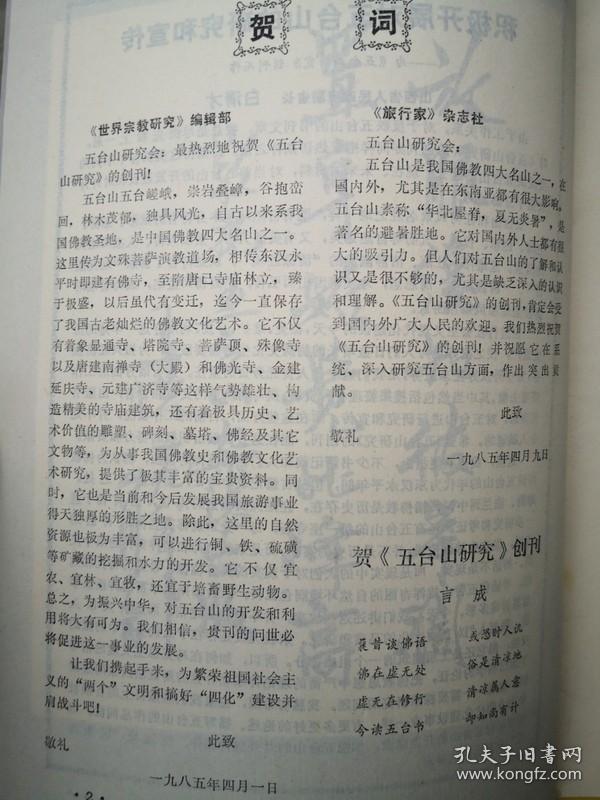 贺 词
《世界宗教研究》编辑部
五台山研究会：最热烈地祝贺《五台
山研究》的创刊！
五台山五台嵯峨，崇岩叠嶂，谷抱峦
回，林木茂郁，独具风光，自古以来系我
国佛教圣地，是中国佛教四大名山之一。
这里传为文殊菩萨演教道场，相传东汉永
平时即建有佛寺，至隋唐已寺庙林立，臻
于极盛，以后虽代有变迁，迄今一直保存
了我国古老灿烂的佛教文化艺术。它不仅
有着象显通寺、塔院寺、菩萨顶、殊像寺
以及唐建南禅寺（大殿）和佛光寺、金建
延庆寺、元建广济寺等这样气势雄壮、构
造精美的寺庙建筑，还有着极具历史、艺
术价值的雕塑、碑刻、墓塔、佛经及其它
文物等，为从事我国佛教史和佛教文化艺
术研究，提供了极其丰富的宝贵资料。同
时，它也是当前和今后发展我国旅游事业
得天独厚的形胜之地。除此，这里的自然
资源也极为丰富，可以进行铜、铁、硫磺
等矿藏的挖掘和水力的开发。它不仅宜
农、宜林、宜牧，还宜于培畜野生动物。
总之，为振兴中华，对五台山的开发和利
用将大有可为。我们相信，贵刊的问世必
将促进这一事业的发展。
让我们携起手来，为繁荣祖国社会主
义的“两个”文明和搞好“四化”建设并
肩战斗吧！
此致
敬礼
一九八五年四月一日
·2·
《旅行家》杂志社
五台山研究会：
五台山是我国佛教四大名山之一，在
国内外，尤其是在东南亚都有很大影响。
五台山素称“华北屋脊，夏无炎暑”，是
著名的避暑胜地。它对国内外人士都有很
大的吸引力。但人们对五台山的了解和认
识又是很不够的，尤其是缺乏深入的认识
和理解。《五台山研究》的创刊，肯定会受
到国内外广大人民的欢迎。我们热烈祝贺
《五台山研究》的创刊！并祝愿它在系
统、深入研究五台山方面，作出突出贡
献。
此致
敬礼
一九八五年四月九日
贺《五台山研究》创刊
言 成
曩昔谈佛语 或恐时人讥
佛在虚无处 俗是清凉地
虚无在修行 清凉属人意
今读五台书 却知尚有计
孔夫子旧书网
www.kongfz.com